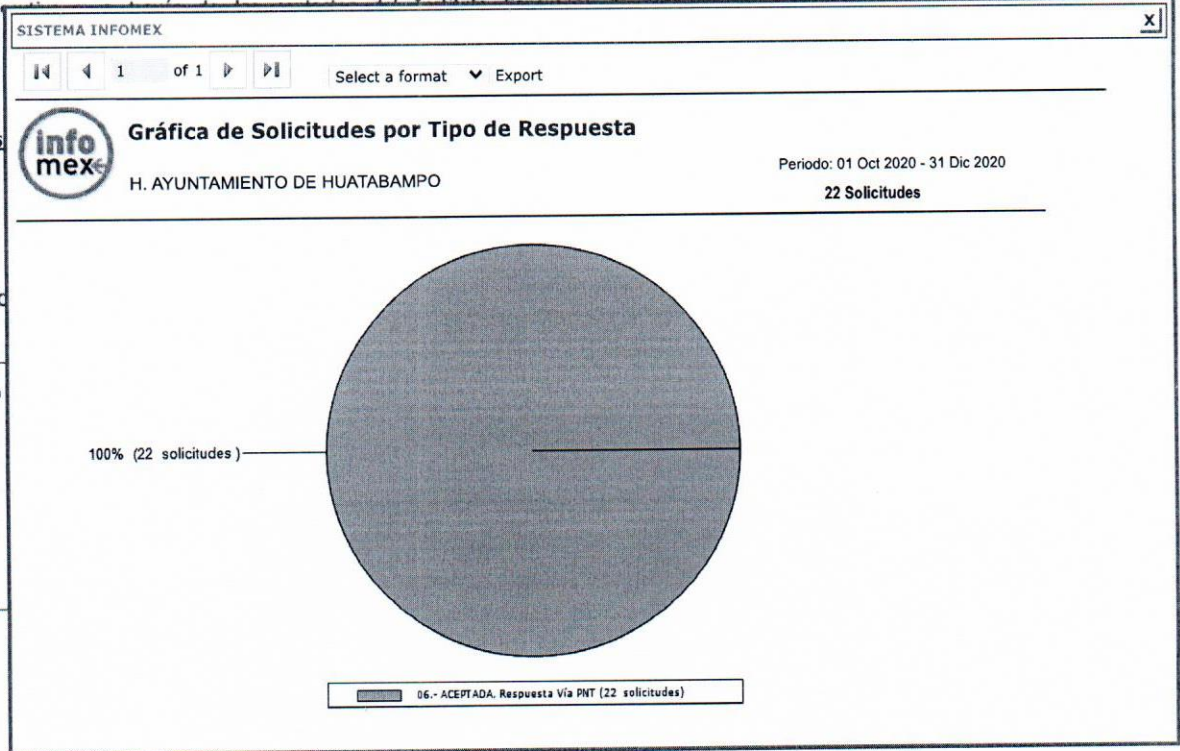 SISTEMA INFOMEX
X
1 of 1
Select a format Export
info
mex
Gráfica de Solicitudes por Tipo de Respuesta
H. AYUNTAMIENTO DE HUATABAMPO
Periodo: 01 Oct 2020 - 31 Dic 2020
22 Solicitudes
100% (22 solicitudes )
06.- ACEPTADA. Respuesta Vía PNT (22 solicitudes)